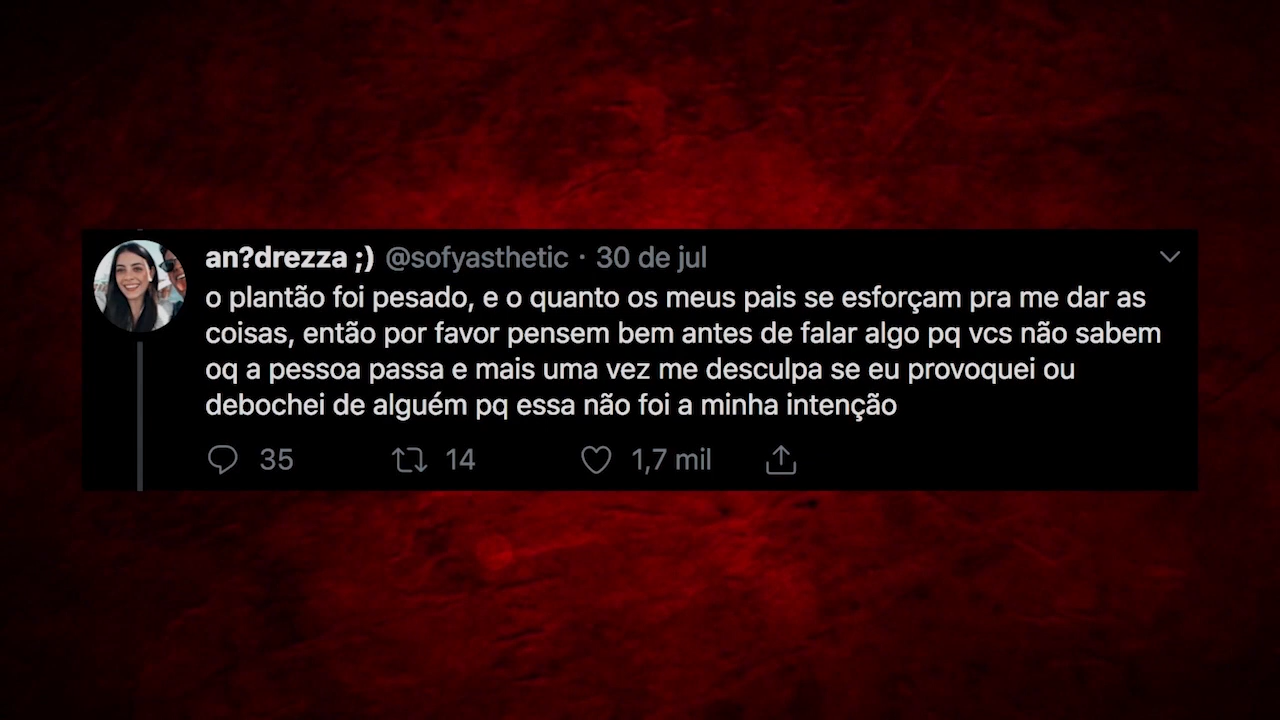 an?drezza ;) @sofyasthetic · 30 de jul
o plantão foi pesado, e o quanto os meus pais se esforçam pra me dar as
coisas, então por favor pensem bem antes de falar algo pq vcs não sabem
oq a pessoa passa e mais uma vez me desculpa se eu provoquei ou
debochei de alguém pq essa não foi a minha intenção
35 14 1,7 mil